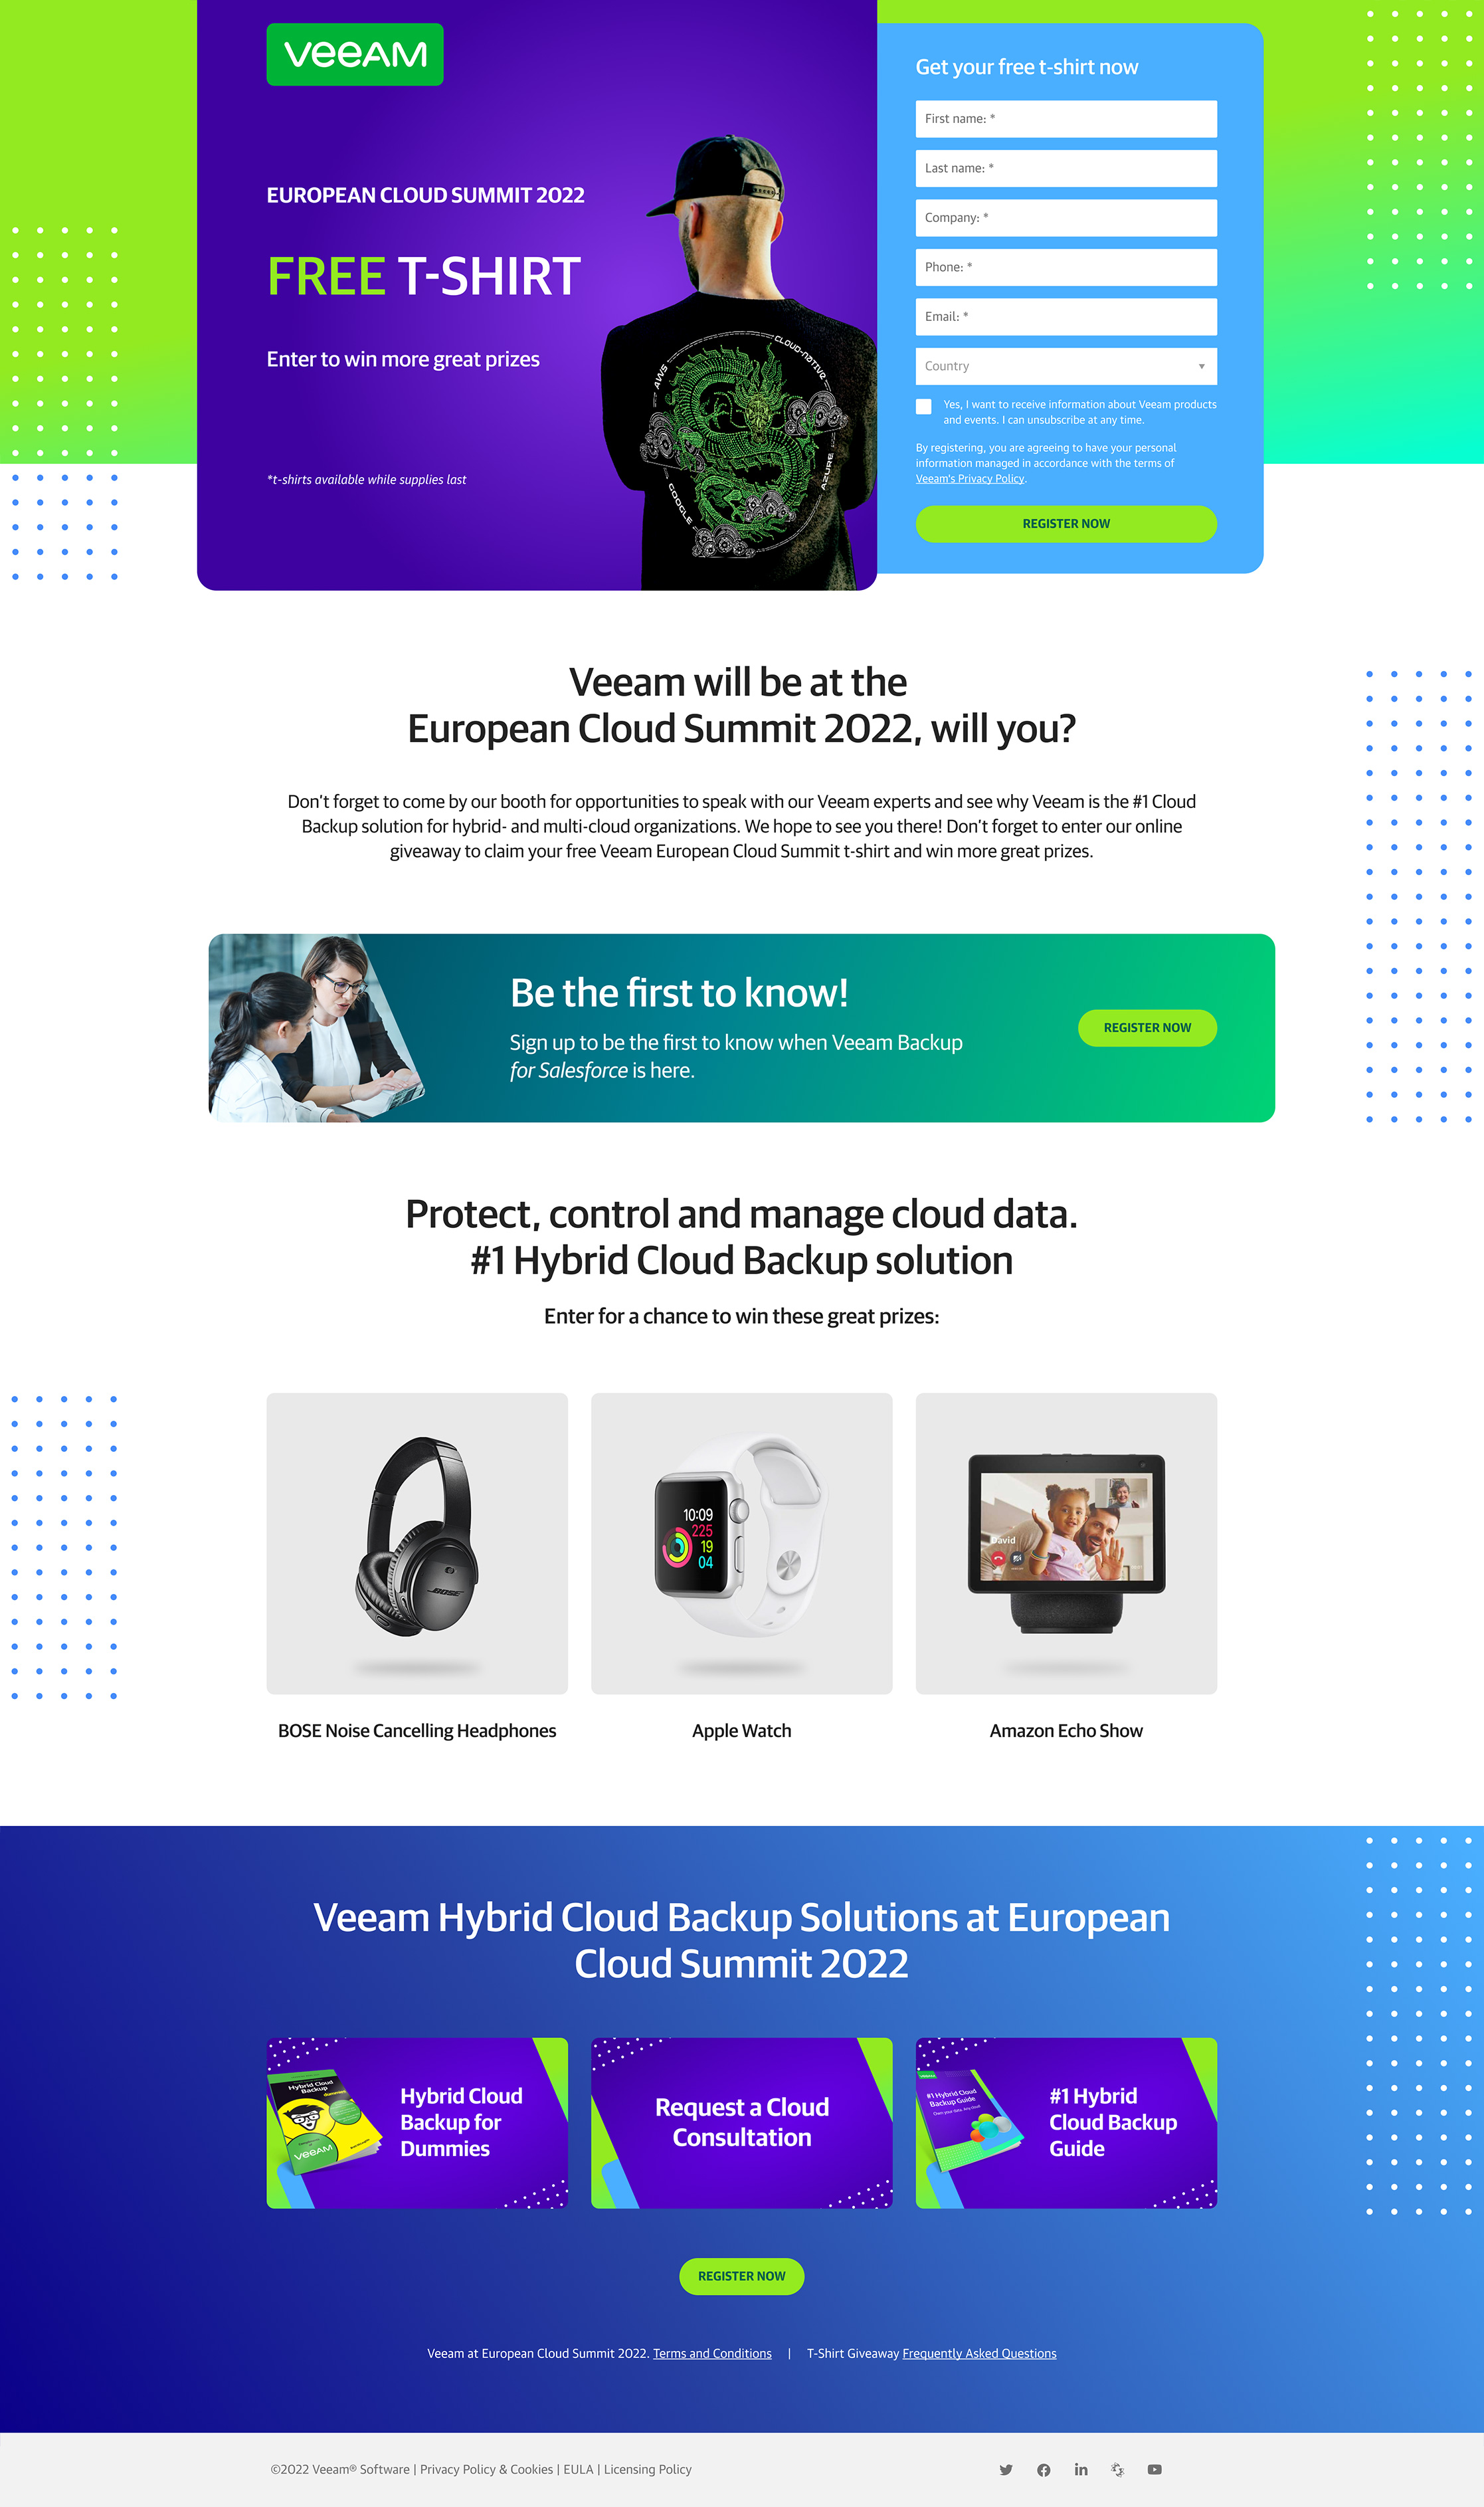 veeAM
EUROPEAN CLOUD SUMMIT 2022
FREE T-SHIRT
Enter to win more great prizes
*t-shirts available while supplies last
AWS
CLOUD-NATIVE
GOOGLE
AZURE
Get your free t-shirt now
First name: *
Last name: *
Company: *
Phone: *
Email: *
Country
Yes, I want to receive information about Veeam products
and events. I can unsubscribe at any time.
By registering, you are agreeing to have your personal
information managed in accordance with the terms of
Veeam's Privacy Policy.
REGISTER NOW
Veeam will be at the
European Cloud Summit 2022, will you?
Don't forget to come by our booth for opportunities to speak with our Veeam experts and see why Veeam is the #1 Cloud
Backup solution for hybrid- and multi-cloud organizations. We hope to see you there! Don't forget to enter our online
giveaway to claim your free Veeam European Cloud Summit t-shirt and win more great prizes.
Be the first to know!
Sign up to be the first to know when Veeam Backup
for Salesforce is here.
REGISTER NOW
Protect, control and manage cloud data.
#1 Hybrid Cloud Backup solution
Enter for a chance to win these great prizes:
BOSE
10:09
225
19
04
David
BOSE Noise Cancelling Headphones
Apple Watch
Amazon Echo Show
Veeam Hybrid Cloud Backup Solutions at European
Cloud Summit 2022
Hybrid Cloud
Backup
dummies
veeAM
Hybrid Cloud
Backup for
Dummies
Request a Cloud
Consultation
#1 Hybrid Cloud
Backup Guide
#1 Hybrid
Cloud Backup
Guide
REGISTER NOW
Veeam at European Cloud Summit 2022. Terms and Conditions | T-Shirt Giveaway Frequently Asked Questions
©2022 Veeam® Software | Privacy Policy & Cookies | EULA | Licensing Policy